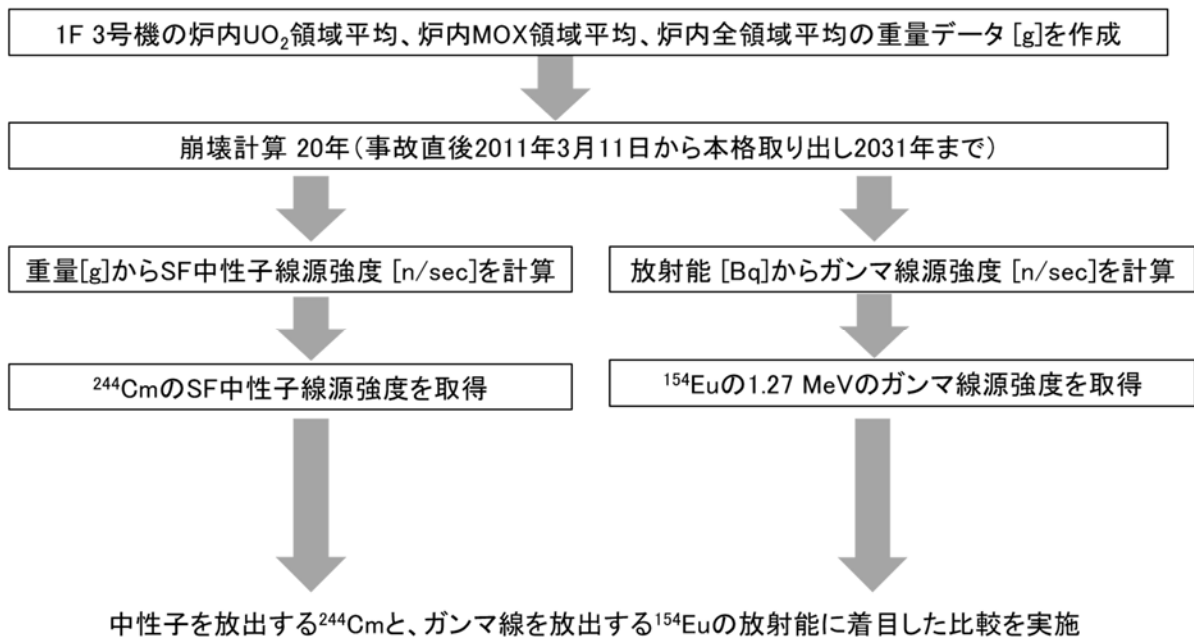 1F 3号機の炉内UO₂領域平均、炉内MOX領域平均、炉内全領域平均の重量データ [g]を作成
崩壊計算 20年（事故直後2011年3月11日から本格取り出し2031年まで）
重量[g]からSF中性子線源強度 [n/sec]を計算
放射能 [Bq]からガンマ線源強度 [n/sec]を計算
²⁴⁴CmのSF中性子線源強度を取得
¹⁵⁴Euの1.27 MeVのガンマ線源強度を取得
中性子を放出する²⁴⁴Cmと、ガンマ線を放出する¹⁵⁴Euの放射能に着目した比較を実施